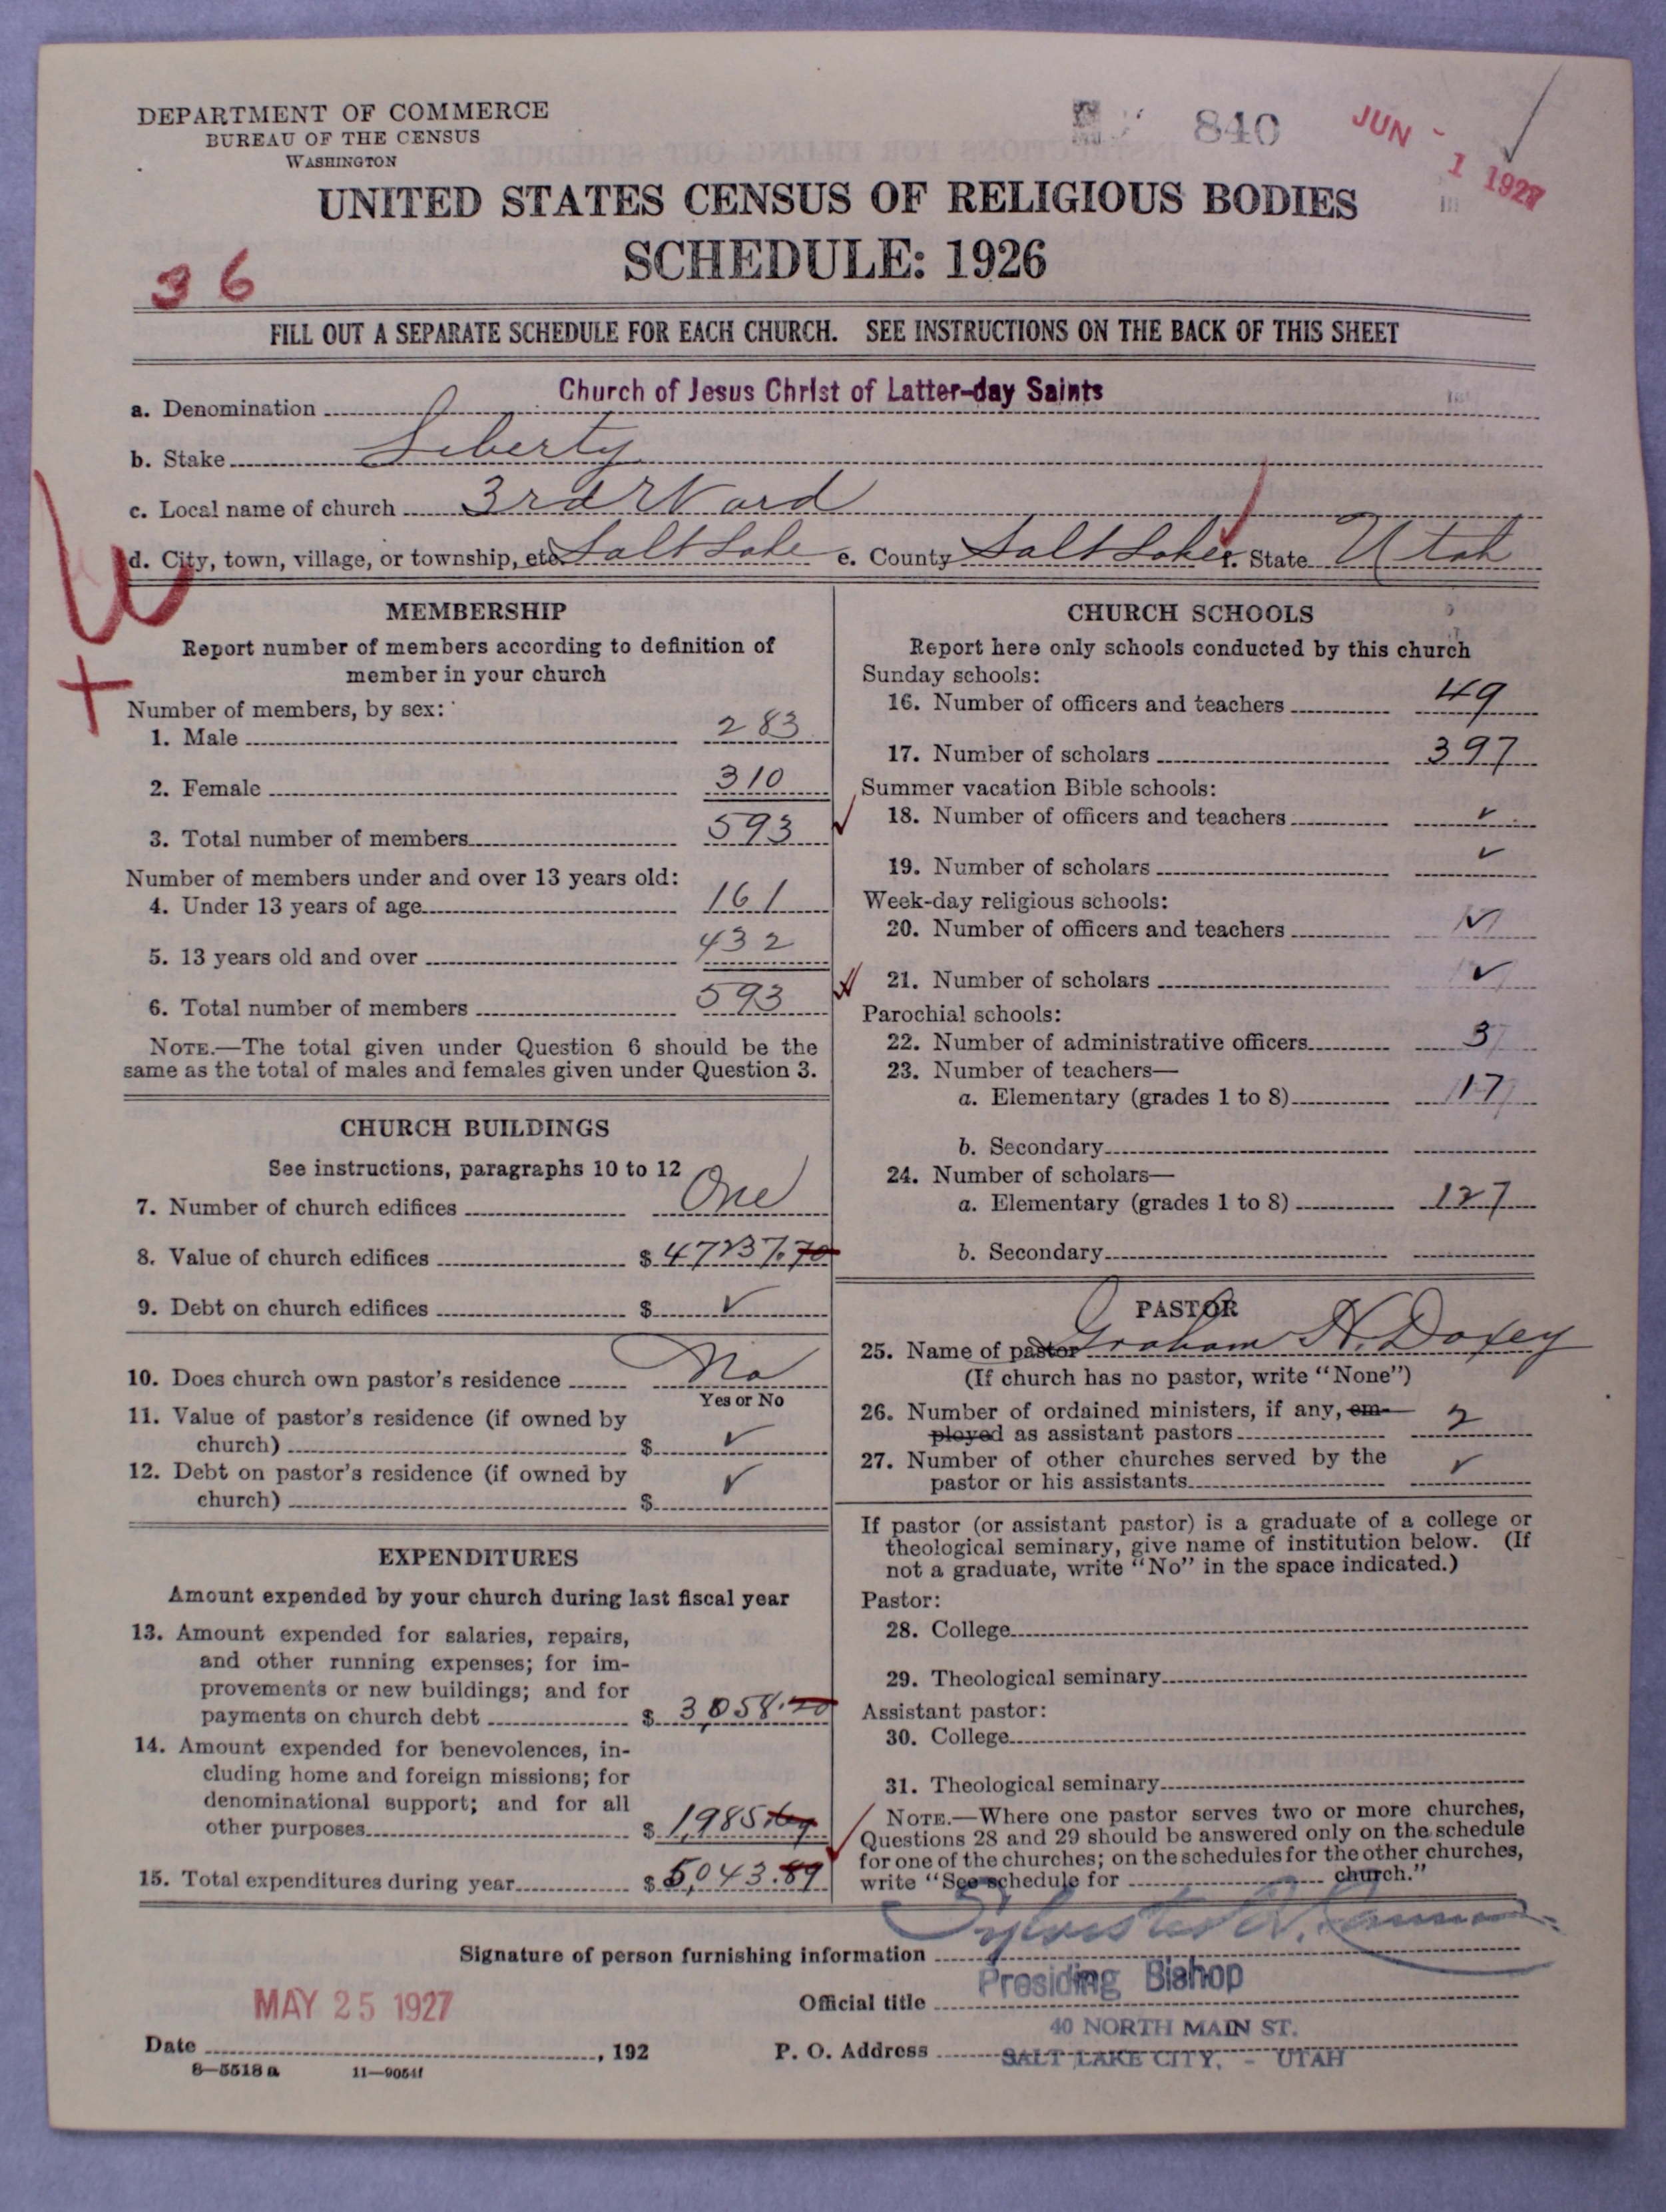 DEPARTMENT OF COMMERCE
BUREAU OF THE CENSUS
WASHINGTON
840
JUN - 1 1927
UNITED STATES CENSUS OF RELIGIOUS BODIES
SCHEDULE: 1926
36
FILL OUT A SEPARATE SCHEDULE FOR EACH CHURCH. SEE INSTRUCTIONS ON THE BACK OF THIS SHEET
a. Denomination Church of Jesus Christ of Latter-day Saints
b. Stake Liberty
c. Local name of church 3rd Ward
d. City, town, village, or township, etc. Salt Lake e. County Salt Lake f. State Utah
MEMBERSHIP
Report number of members according to definition of
member in your church
Number of members, by sex:
1. Male 283
2. Female 310
3. Total number of members 593
Number of members under and over 13 years old:
4. Under 13 years of age 161
5. 13 years old and over 432
6. Total number of members 593
NOTE.—The total given under Question 6 should be the
same as the total of males and females given under Question 3.
CHURCH BUILDINGS
See instructions, paragraphs 10 to 12
7. Number of church edifices One
8. Value of church edifices $ 47237.70
9. Debt on church edifices $ ✓
10. Does church own pastor's residence No
Yes or No
11. Value of pastor's residence (if owned by
church) $ ✓
12. Debt on pastor's residence (if owned by
church) $ ✓
EXPENDITURES
Amount expended by your church during last fiscal year
13. Amount expended for salaries, repairs,
and other running expenses; for im-
provements or new buildings; and for
payments on church debt $ 3,058.20
14. Amount expended for benevolences, in-
cluding home and foreign missions; for
denominational support; and for all
other purposes $ 1,985.69
15. Total expenditures during year $ 5,043.89
CHURCH SCHOOLS
Report here only schools conducted by this church
Sunday schools:
16. Number of officers and teachers 49
17. Number of scholars 397
Summer vacation Bible schools:
18. Number of officers and teachers ✓
19. Number of scholars ✓
Week-day religious schools:
20. Number of officers and teachers ✓
21. Number of scholars ✓
Parochial schools:
22. Number of administrative officers 3
23. Number of teachers—
a. Elementary (grades 1 to 8) 17
b. Secondary
24. Number of scholars—
a. Elementary (grades 1 to 8) 127
b. Secondary
PASTOR
25. Name of pastor Graham H. Doxey
(If church has no pastor, write "None")
26. Number of ordained ministers, if any, em-
ployed as assistant pastors 2
27. Number of other churches served by the
pastor or his assistants ✓
If pastor (or assistant pastor) is a graduate of a college or
theological seminary, give name of institution below. (If
not a graduate, write "No" in the space indicated.)
Pastor:
28. College
29. Theological seminary
Assistant pastor:
30. College
31. Theological seminary
NOTE.—Where one pastor serves two or more churches,
Questions 28 and 29 should be answered only on the schedule
for one of the churches; on the schedules for the other churches,
write "See schedule for church."
Signature of person furnishing information Sylvester Q. Cannon
Official title Presiding Bishop
MAY 25 1927
Date , 192
P. O. Address 40 NORTH MAIN ST.
SALT LAKE CITY, - UTAH
8—5518 a 11—9054f